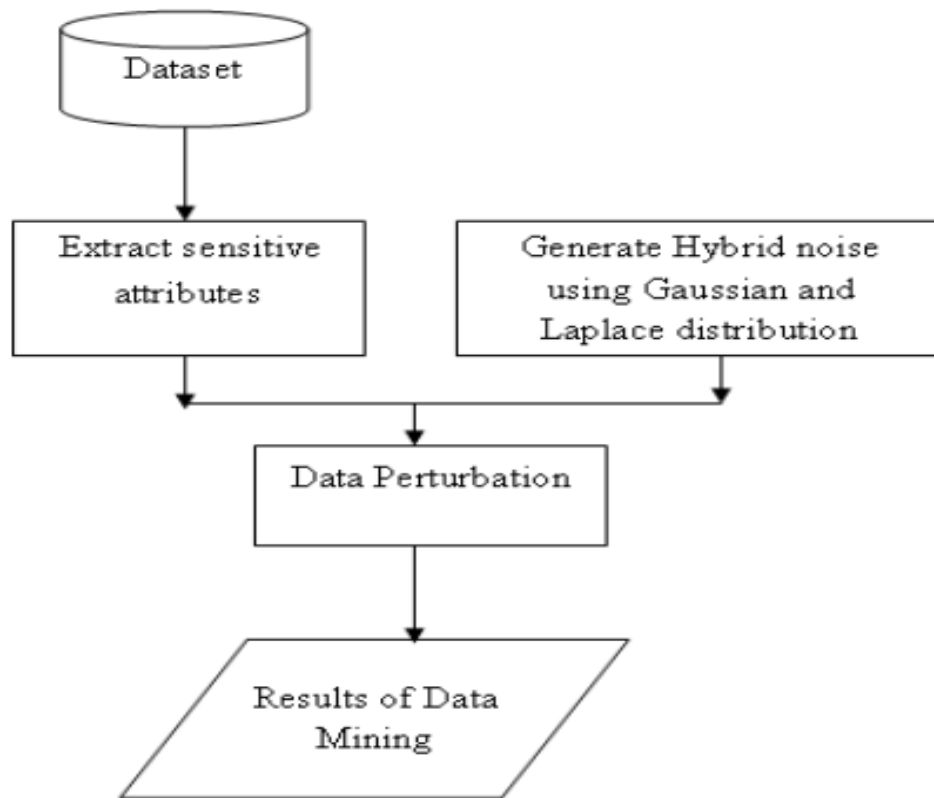 Dataset
Extract sensitive
attributes
Generate Hybrid noise
using Gaussian and
Laplace distribution
Data Perturbation
Results of Data
Mining